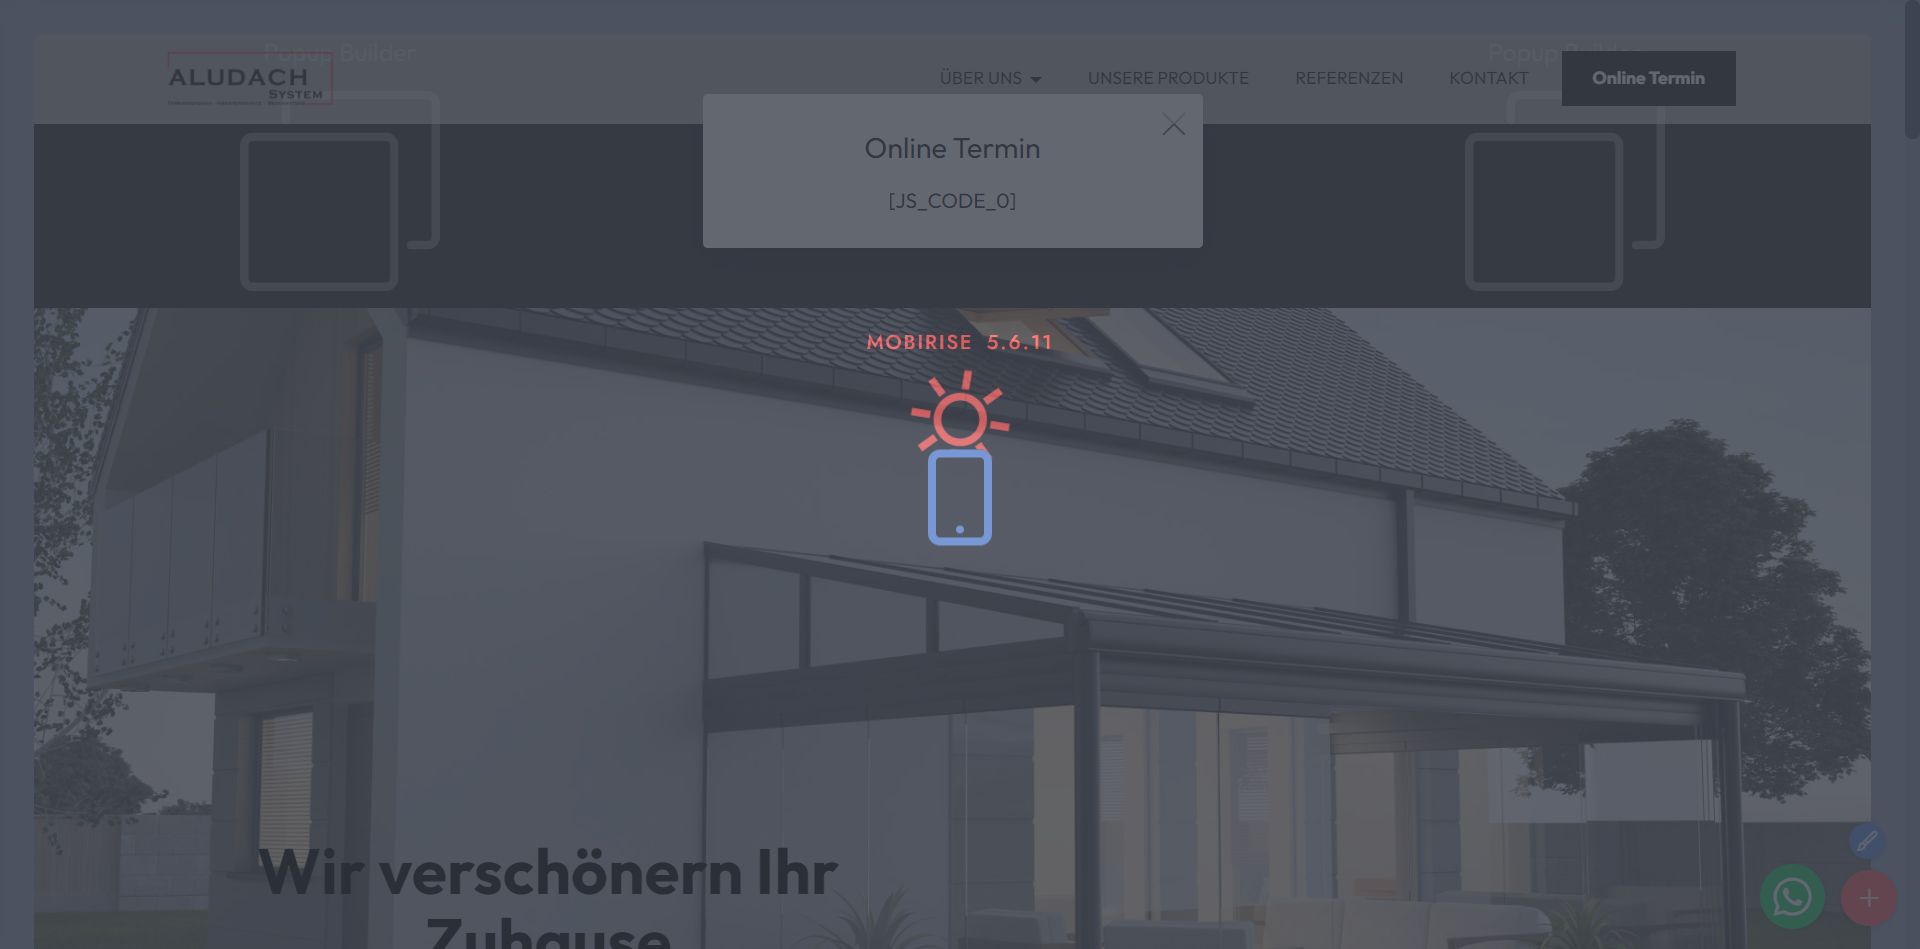 Popup Builder
Popup Builder
ALUDACH
SYSTEM
ÜBER UNS
UNSERE PRODUKTE
REFERENZEN
KONTAKT
Online Termin
Online Termin
[JS_CODE_0]
MOBIRISE 5.6.11
Wir verschönern Ihr
Zuhause